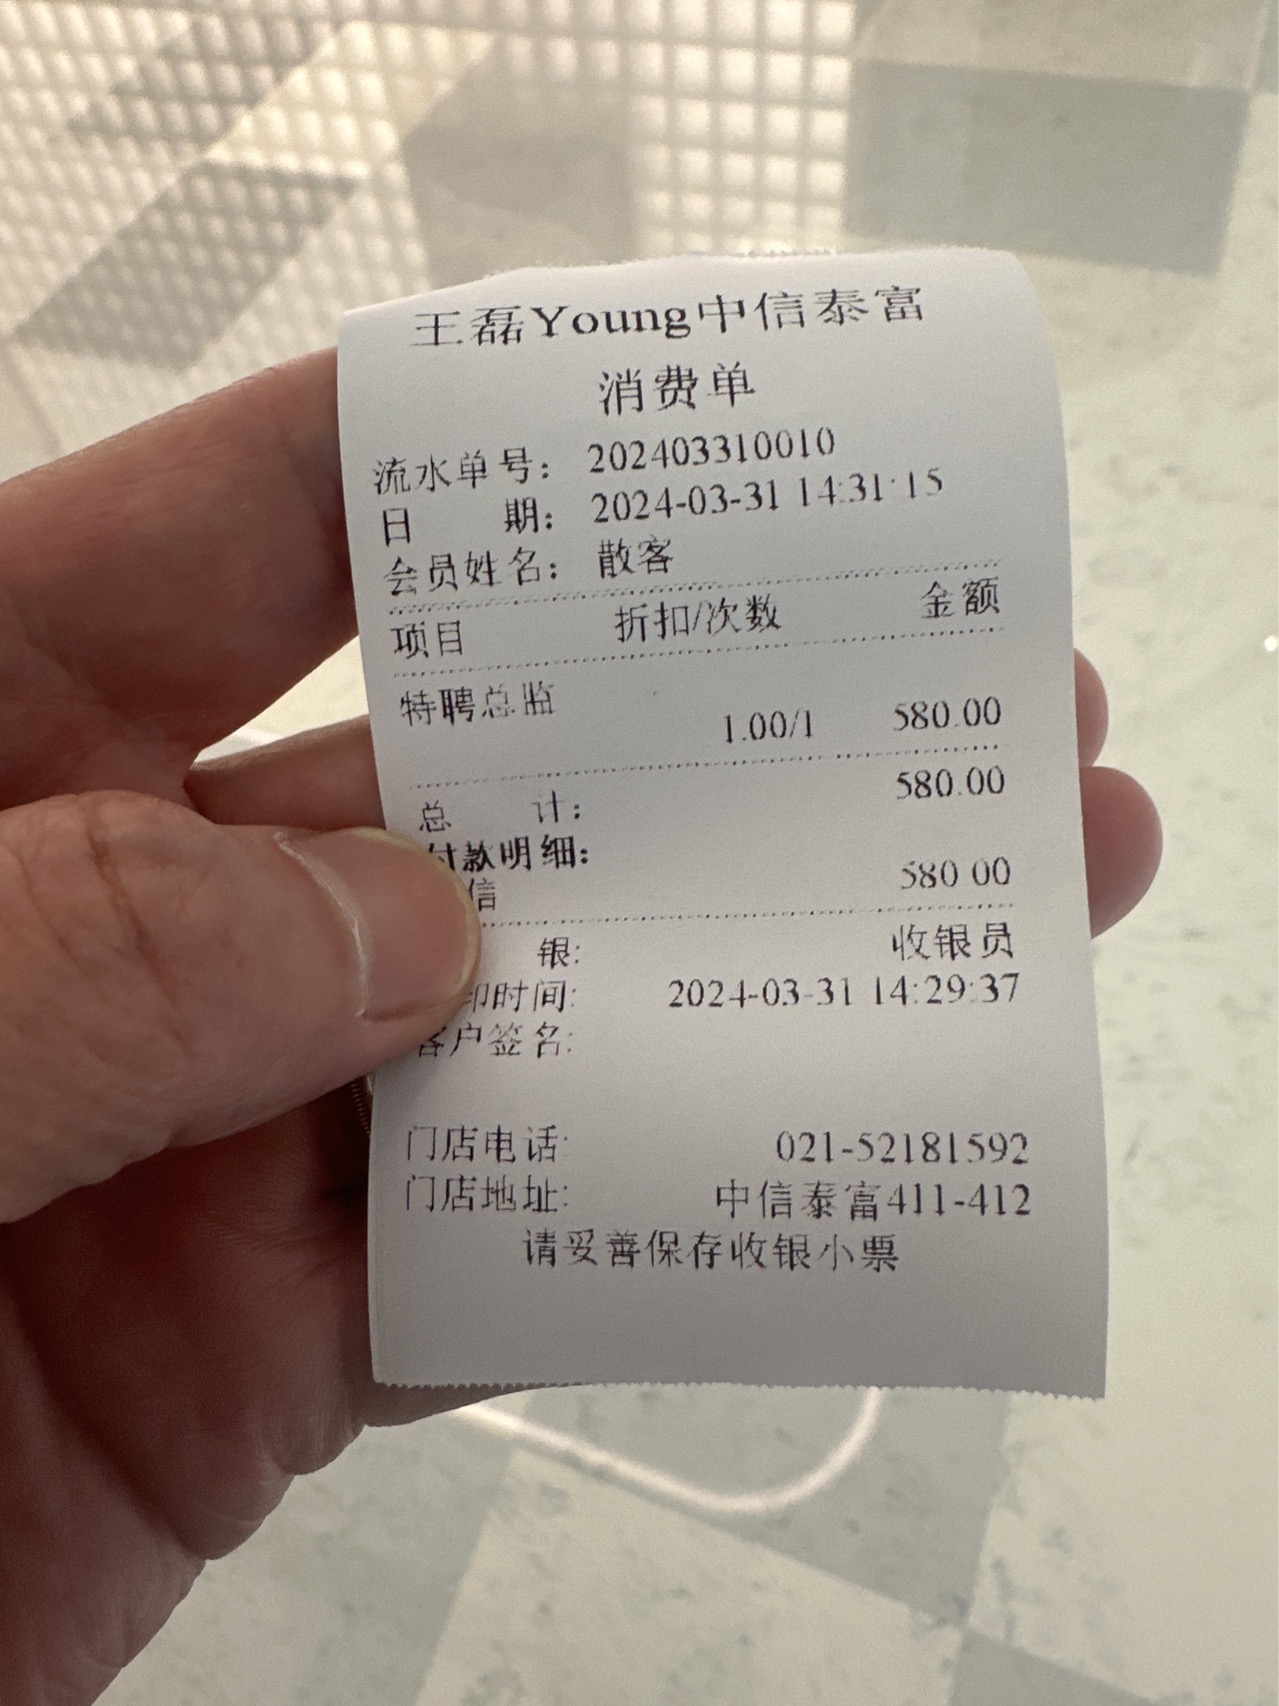 王磊Young中信泰富
消费单
流水单号： 202403310010
日 期： 2024-03-31 14:31:15
会员姓名： 散客
项目 折扣/次数 金额
特聘总监
1.00/1 580.00
总 计： 580.00
付款明细：
信 580.00
银: 收银员
印时间: 2024-03-31 14:29:37
客户签名:
门店电话: 021-52181592
门店地址: 中信泰富411-412
请妥善保存收银小票